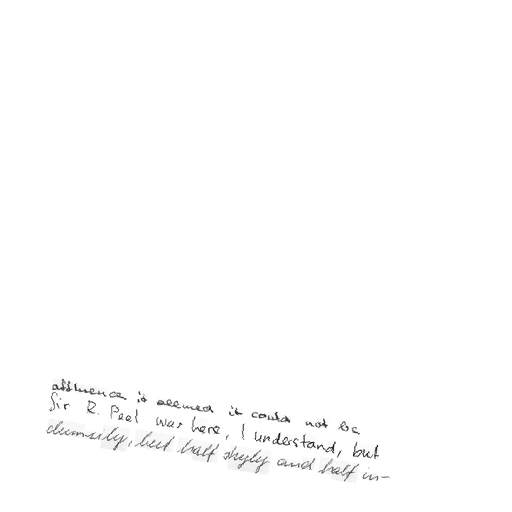 affluence it seemed it could not be
Sir R. Peel was here, I understand, but
clumsily, but half shyly and half in-